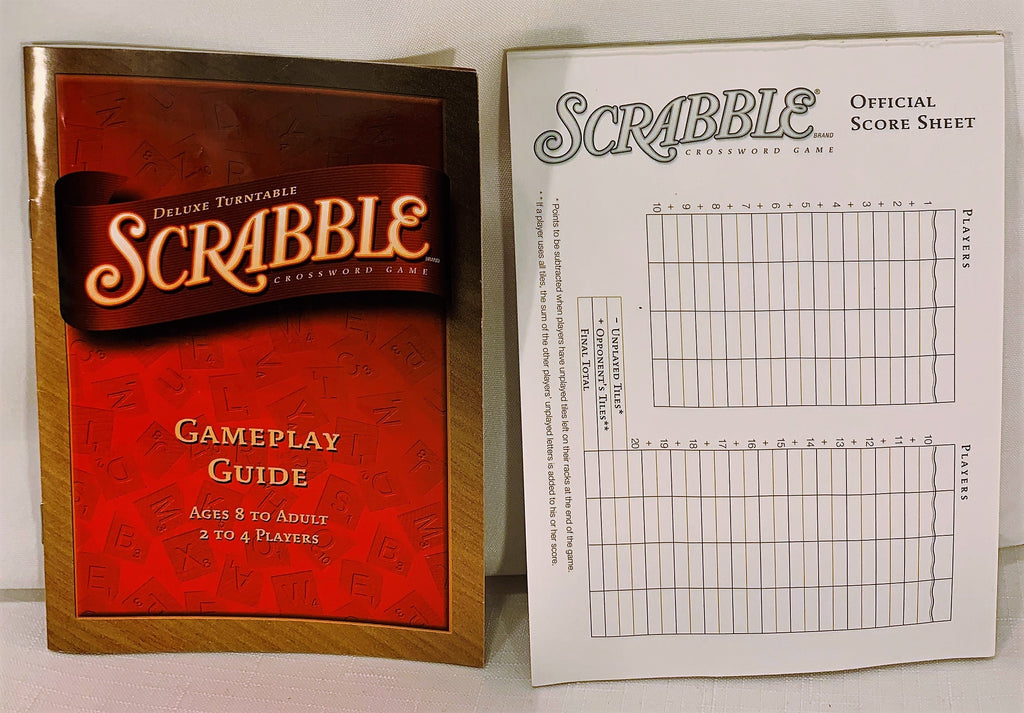 DELUXE TURNTABLE
SCRABBLE
BRAND
CROSSWORD GAME
GAMEPLAY
GUIDE
AGES 8 TO ADULT
2 TO 4 PLAYERS
SCRABBLE®
BRAND
CROSSWORD GAME
OFFICIAL
SCORE SHEET
PLAYERS
1
+
2
+
3
+
4
+
5
+
6
+
7
+
8
+
9
+
10
PLAYERS
10
+
11
+
12
+
13
+
14
+
15
+
16
+
17
+
18
+
19
+
20
– UNPLAYED TILES*
+ OPPONENT'S TILES**
FINAL TOTAL
* Points to be subtracted when players have unplayed tiles left on their racks at the end of the game.
** If a player uses all tiles, the sum of the other players' unplayed letters is added to his or her score.